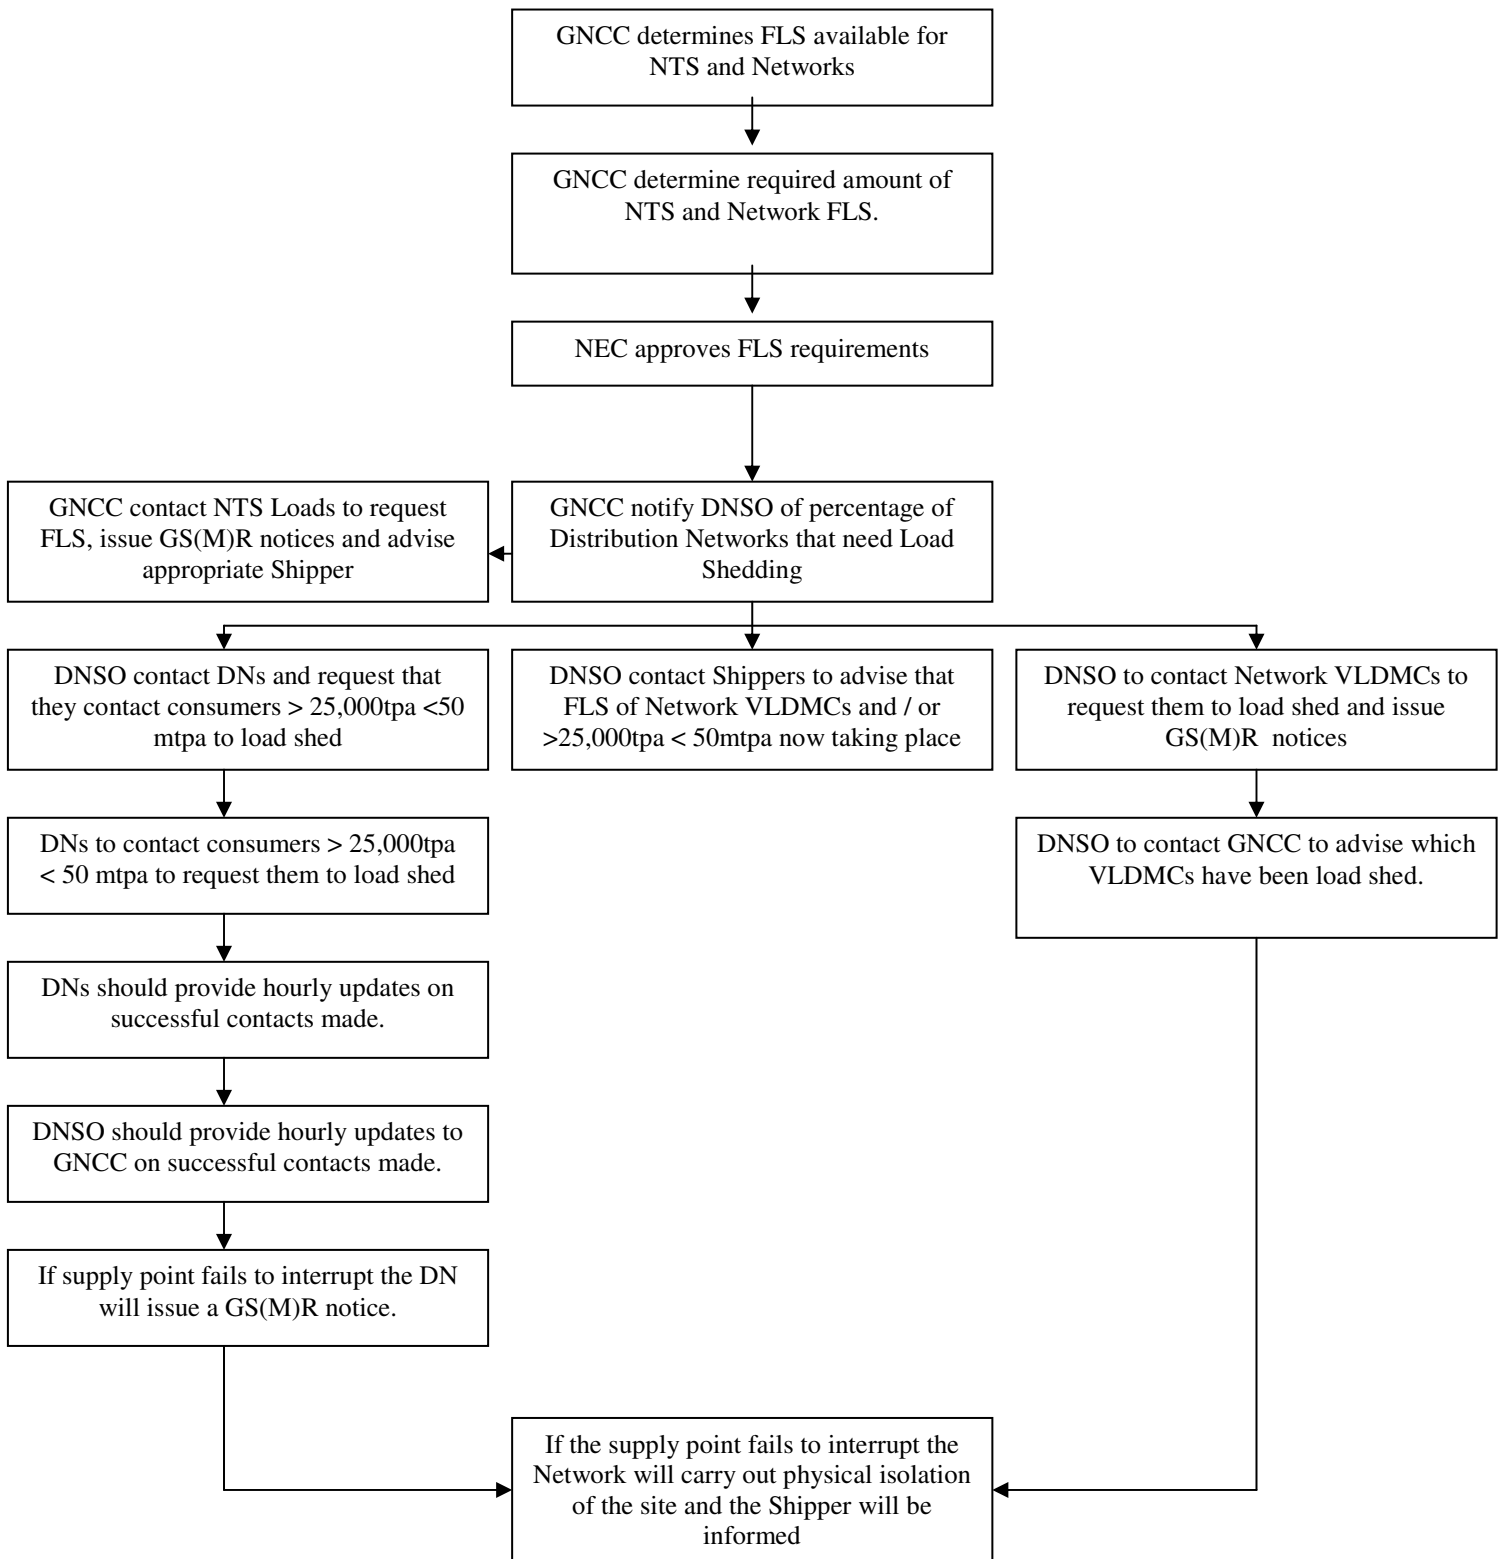 GNCC determines FLS available for
NTS and Networks
GNCC determine required amount of
NTS and Network FLS.
NEC approves FLS requirements
GNCC contact NTS Loads to request
FLS, issue GS(M)R notices and advise
appropriate Shipper
GNCC notify DNSO of percentage of
Distribution Networks that need Load
Shedding
DNSO contact DNs and request that
they contact consumers > 25,000tpa <50
mtpa to load shed
DNSO contact Shippers to advise that
FLS of Network VLDMCs and / or
>25,000tpa < 50mtpa now taking place
DNSO to contact Network VLDMCs to
request them to load shed and issue
GS(M)R  notices
DNs to contact consumers > 25,000tpa
< 50 mtpa to request them to load shed
DNSO to contact GNCC to advise which
VLDMCs have been load shed.
DNs should provide hourly updates on
successful contacts made.
DNSO should provide hourly updates to
GNCC on successful contacts made.
If supply point fails to interrupt the DN
will issue a GS(M)R notice.
If the supply point fails to interrupt the
Network will carry out physical isolation
of the site and the Shipper will be
informed